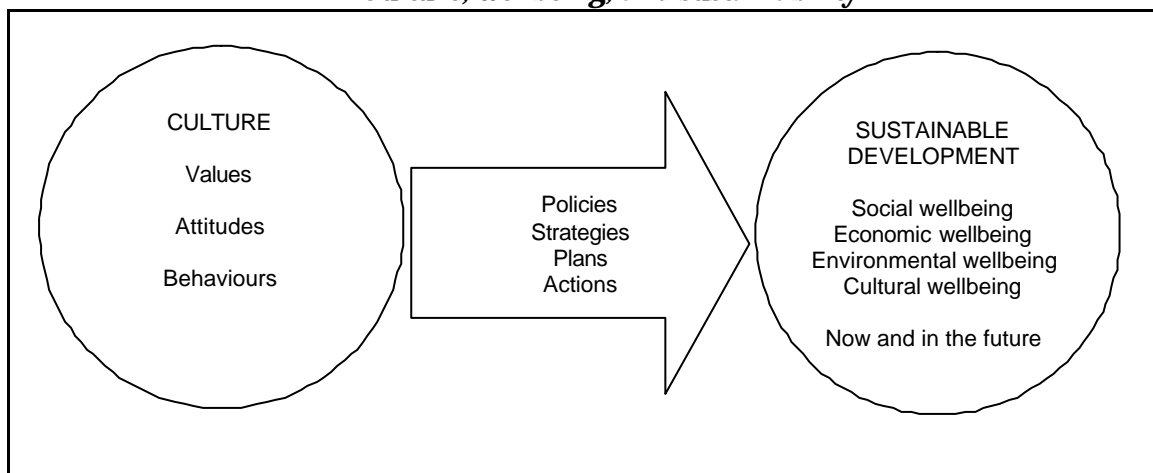 CULTURE
Values
Attitudes
Behaviours
Policies
Strategies
Plans
Actions
SUSTAINABLE
DEVELOPMENT
Social wellbeing
Economic wellbeing
Environmental wellbeing
Cultural wellbeing
Now and in the future